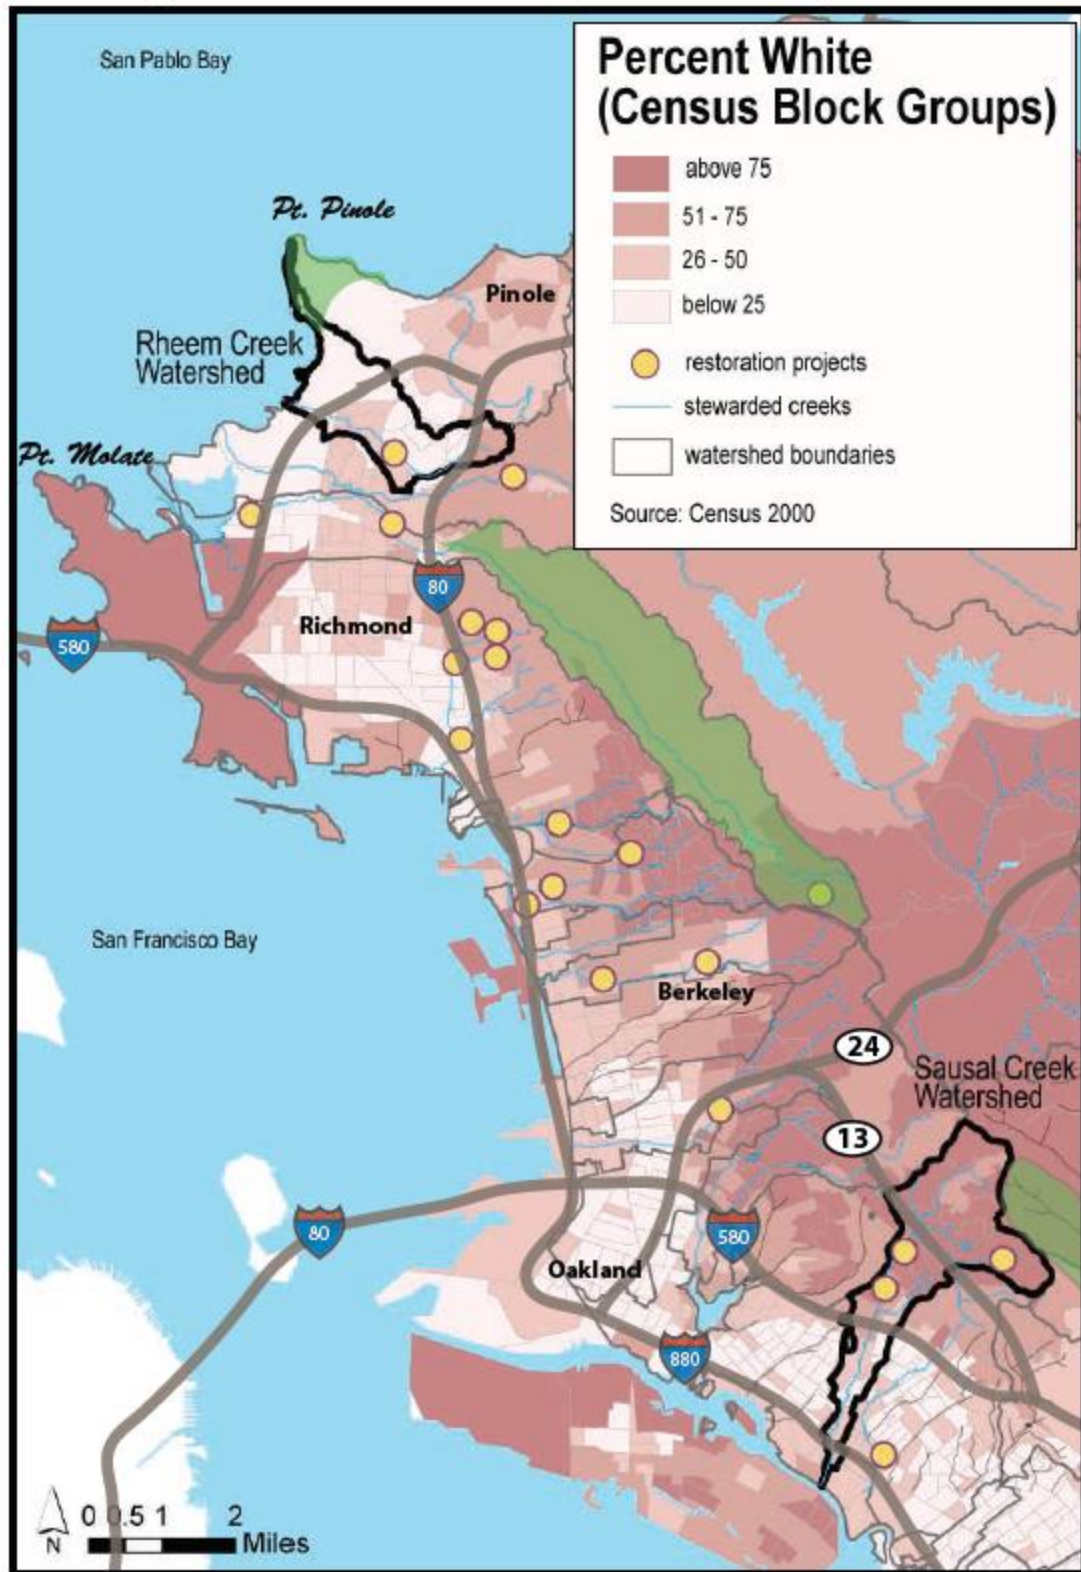 San Pablo Bay
Percent White
(Census Block Groups)
above 75
51 - 75
26 - 50
below 25
restoration projects
stewarded creeks
watershed boundaries
Source: Census 2000
Pt. Pinole
Pinole
Rheem Creek
Watershed
Pt. Molate
80
Richmond
580
San Francisco Bay
Berkeley
24
Sausal Creek
Watershed
13
80
580
Oakland
880
N
0 0.5 1 2
Miles